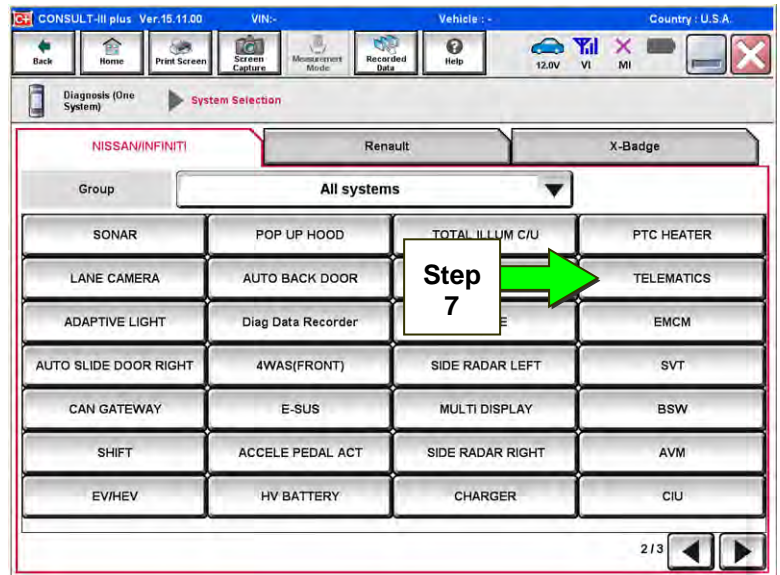 CONSULT-III plus Ver.15.11.00 VIN:- Vehicle : - Country : U.S.A.
Back Home Print Screen Screen Capture Measurement Mode Recorded Data Help 12.0V VI MI
Diagnosis (One System) System Selection
NISSAN/INFINITI Renault X-Badge
Group All systems
SONAR POP UP HOOD TOTAL ILLUM C/U PTC HEATER
LANE CAMERA AUTO BACK DOOR TELEMATICS
Step 7
ADAPTIVE LIGHT Diag Data Recorder E EMCM
AUTO SLIDE DOOR RIGHT 4WAS(FRONT) SIDE RADAR LEFT SVT
CAN GATEWAY E-SUS MULTI DISPLAY BSW
SHIFT ACCELE PEDAL ACT SIDE RADAR RIGHT AVM
EV/HEV HV BATTERY CHARGER CIU
2/3